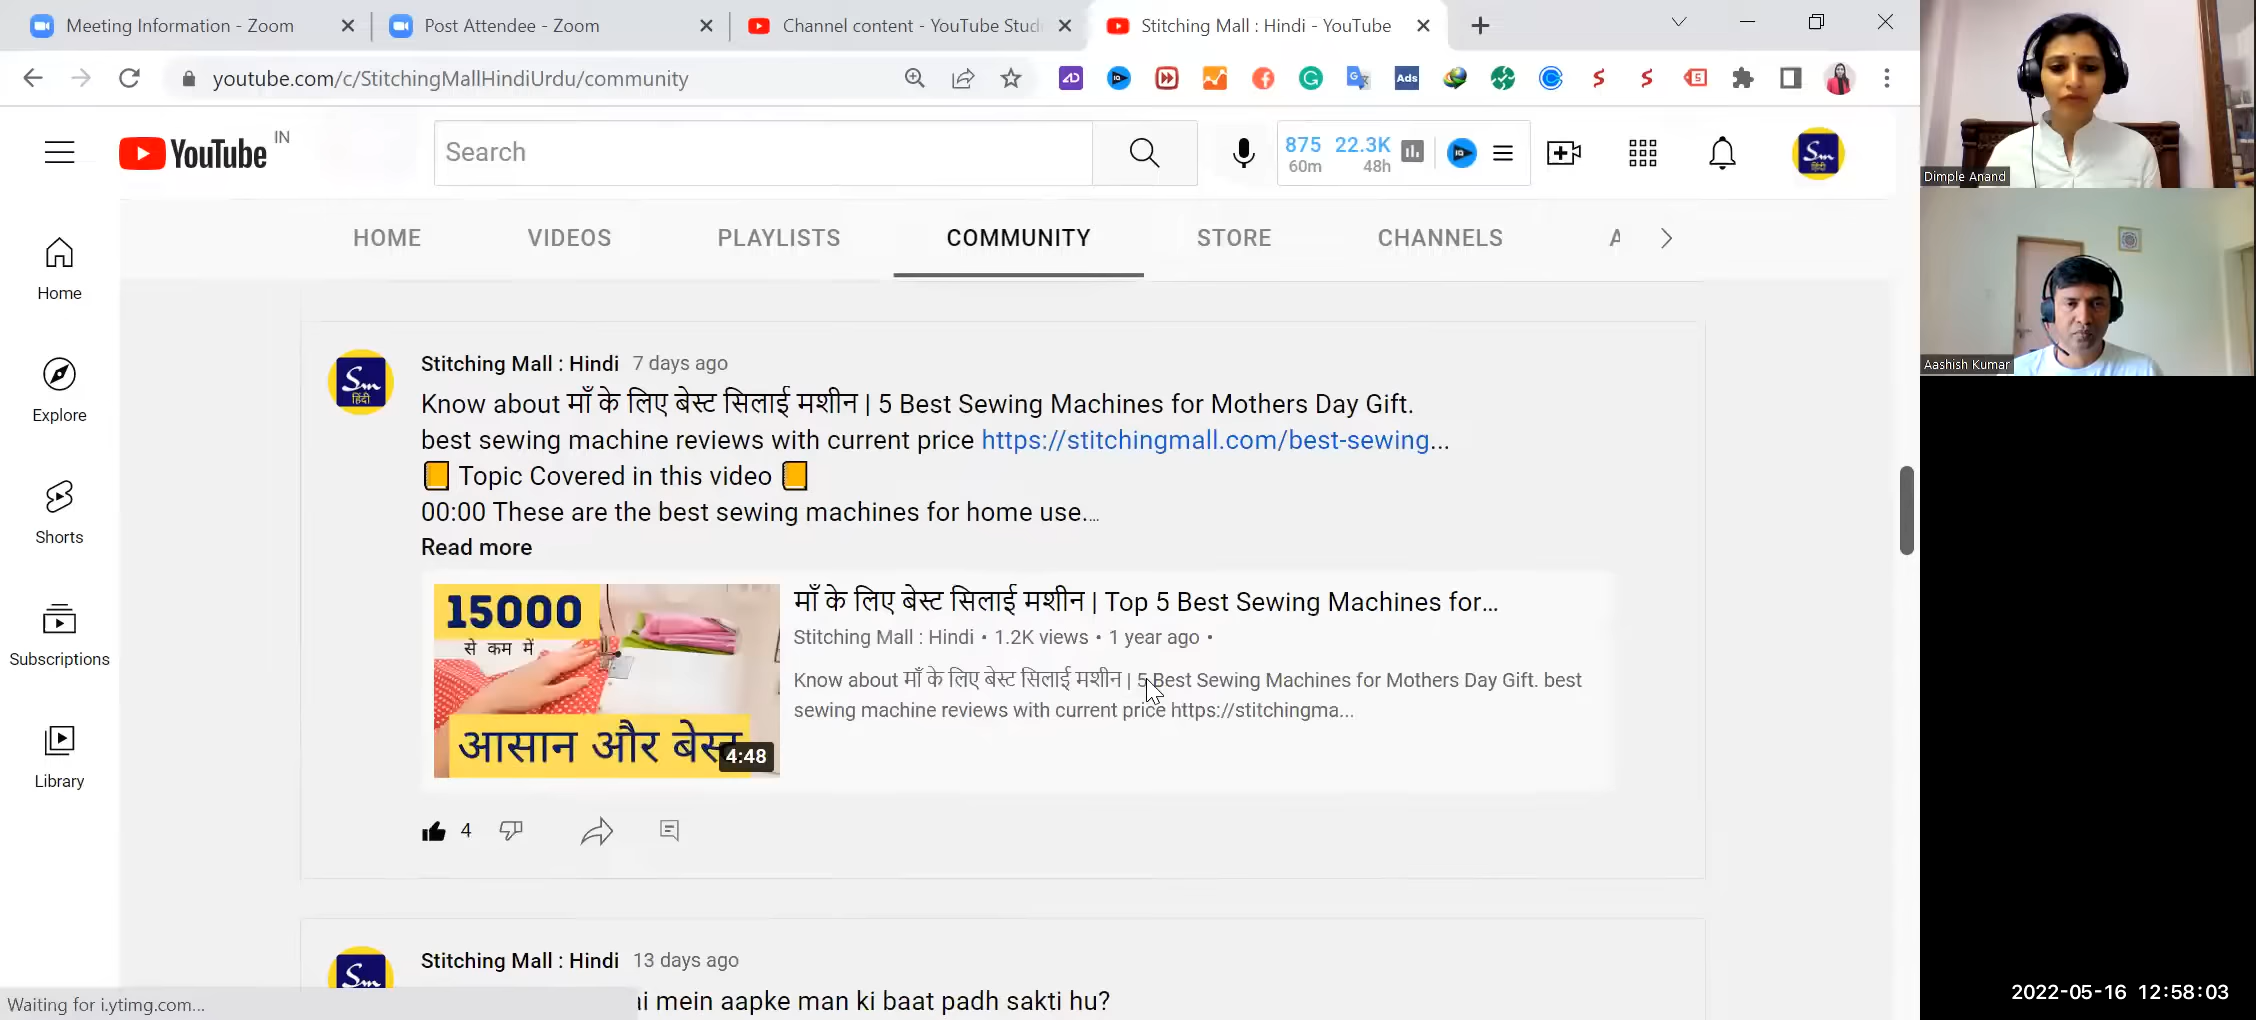 Meeting Information - Zoom
Post Attendee - Zoom
Channel content - YouTube Stud
Stitching Mall : Hindi - YouTube
youtube.com/c/StitchingMallHindiUrdu/community
Ads
YouTube IN
Search
875 22.3K
60m 48h
Sm
हिंदी
Dimple Anand
HOME VIDEOS PLAYLISTS COMMUNITY STORE CHANNELS A
Home
Explore
Shorts
Subscriptions
Library
Aashish Kumar
Sm
हिंदी
Stitching Mall : Hindi 7 days ago
Know about माँ के लिए बेस्ट सिलाई मशीन | 5 Best Sewing Machines for Mothers Day Gift.
best sewing machine reviews with current price https://stitchingmall.com/best-sewing...
📒 Topic Covered in this video 📒
00:00 These are the best sewing machines for home use...
Read more
15000
से कम में
आसान और बेस्ट
4:48
माँ के लिए बेस्ट सिलाई मशीन | Top 5 Best Sewing Machines for...
Stitching Mall : Hindi • 1.2K views • 1 year ago •
Know about माँ के लिए बेस्ट सिलाई मशीन | 5 Best Sewing Machines for Mothers Day Gift. best
sewing machine reviews with current price https://stitchingma...
4
Sm
Stitching Mall : Hindi 13 days ago
ai mein aapke man ki baat padh sakti hu?
Waiting for i.ytimg.com...
2022-05-16 12:58:03